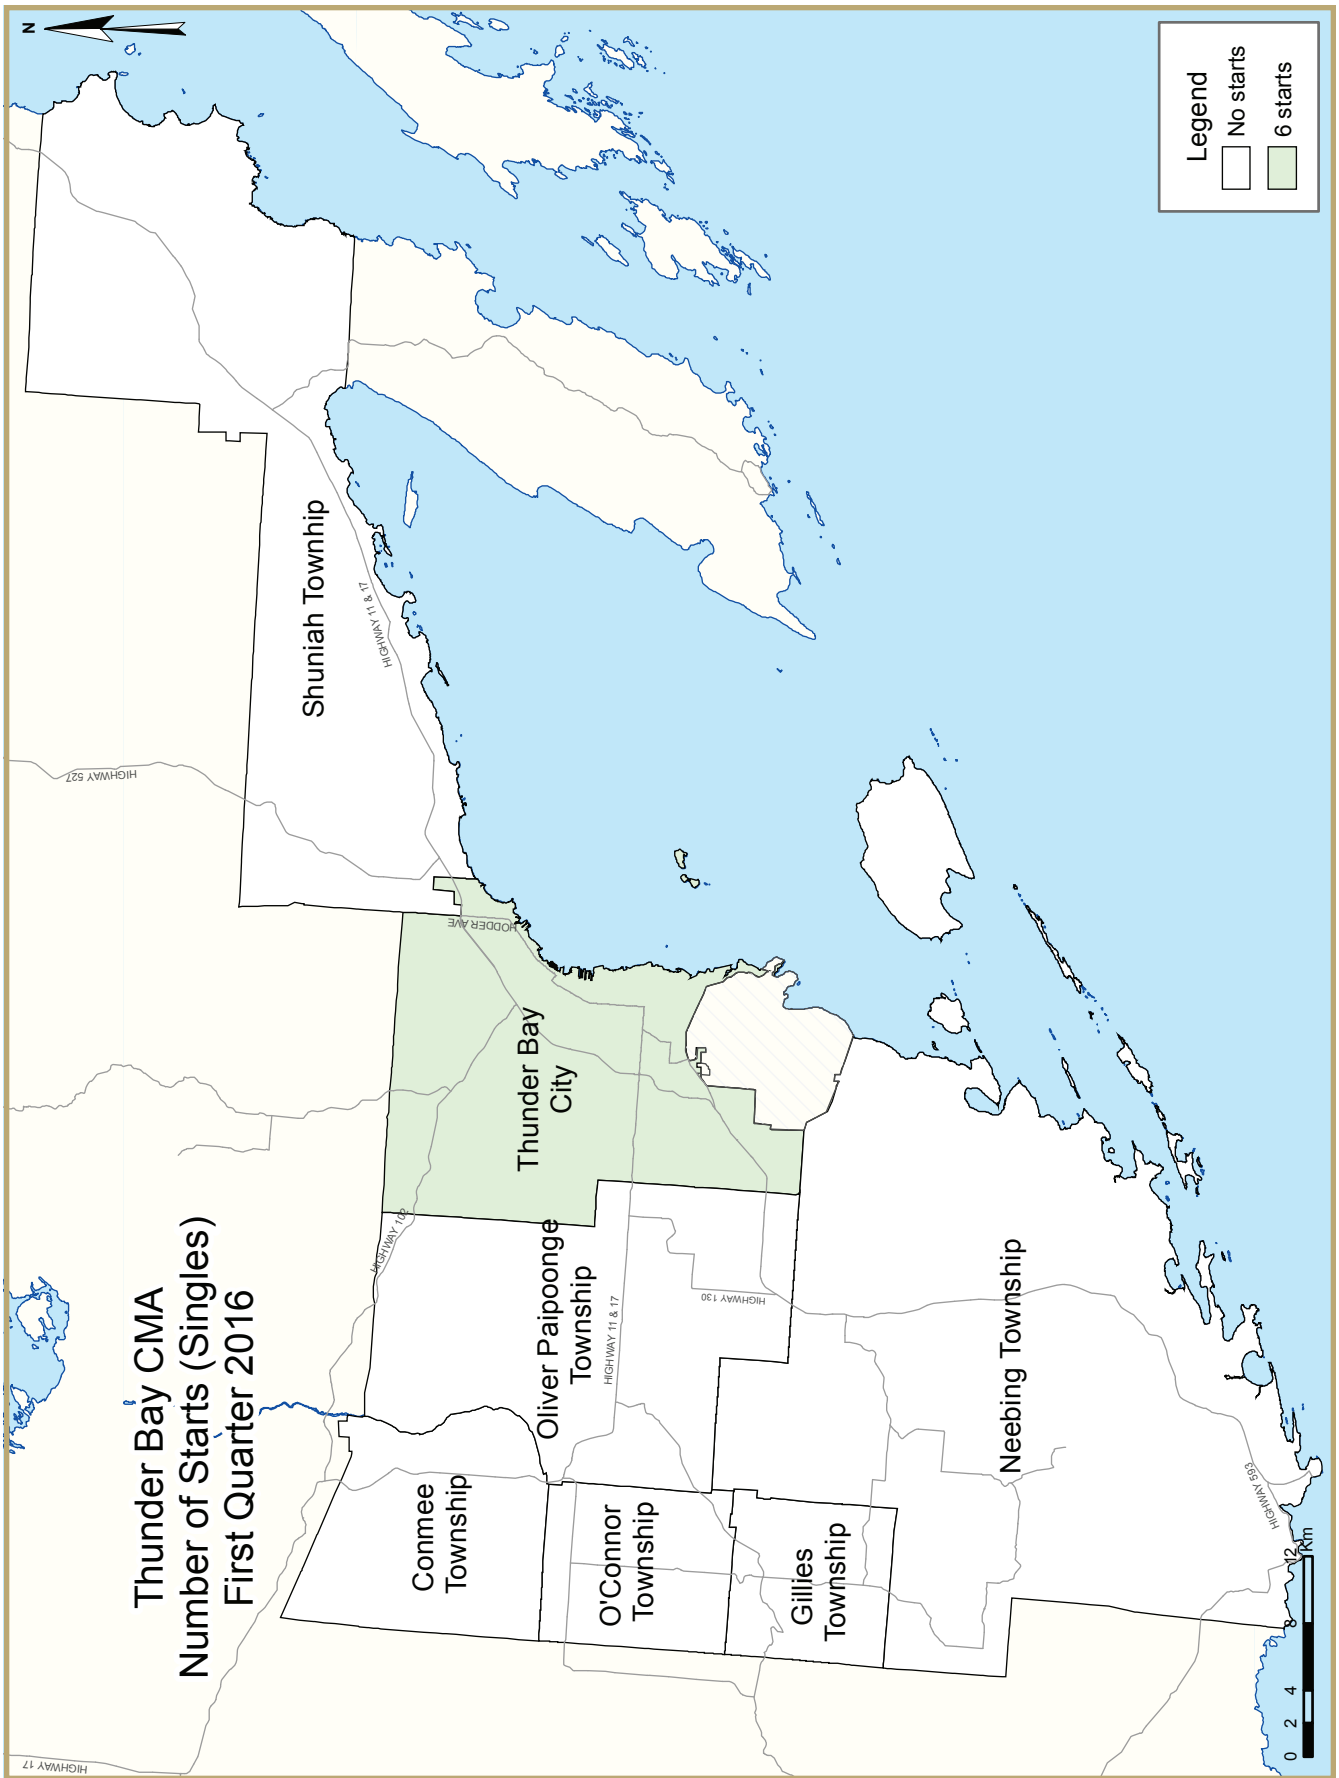 Thunder Bay CMA
Number of Starts (Singles)
First Quarter 2016
N
Legend
No starts
6 starts
HIGHWAY 17
HIGHWAY 527
Shuniah Townhip
HIGHWAY 11 & 17
HODDER AVE
HIGHWAY 102
Thunder Bay
City
Oliver Paipoonge
Township
HIGHWAY 11 & 17
HIGHWAY 130
Conmee
Township
O'Connor
Township
Gillies
Township
Neebing Township
HIGHWAY 593
0 2 4 8 12
Km